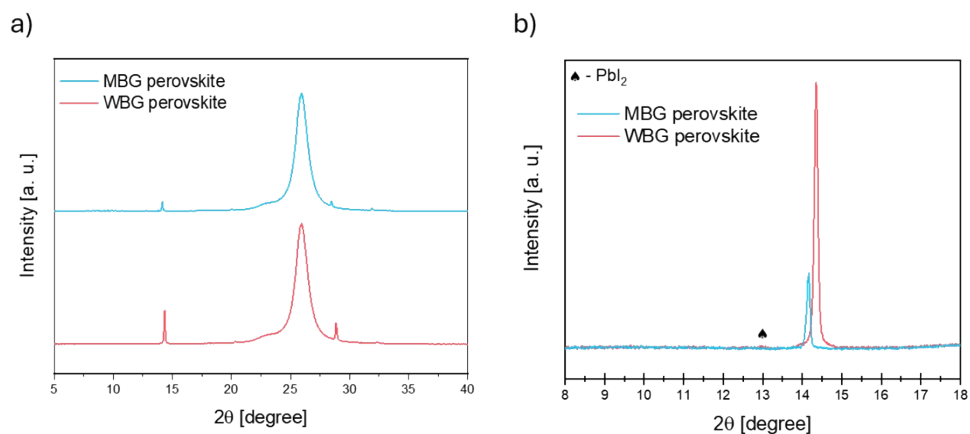 a)
MBG perovskite
WBG perovskite
Intensity [a. u.]
5 10 15 20 25 30 35 40
2θ [degree]
b)
♠ - PbI₂
MBG perovskite
WBG perovskite
Intensity [a. u.]
♠
8 9 10 11 12 13 14 15 16 17 18
2θ [degree]